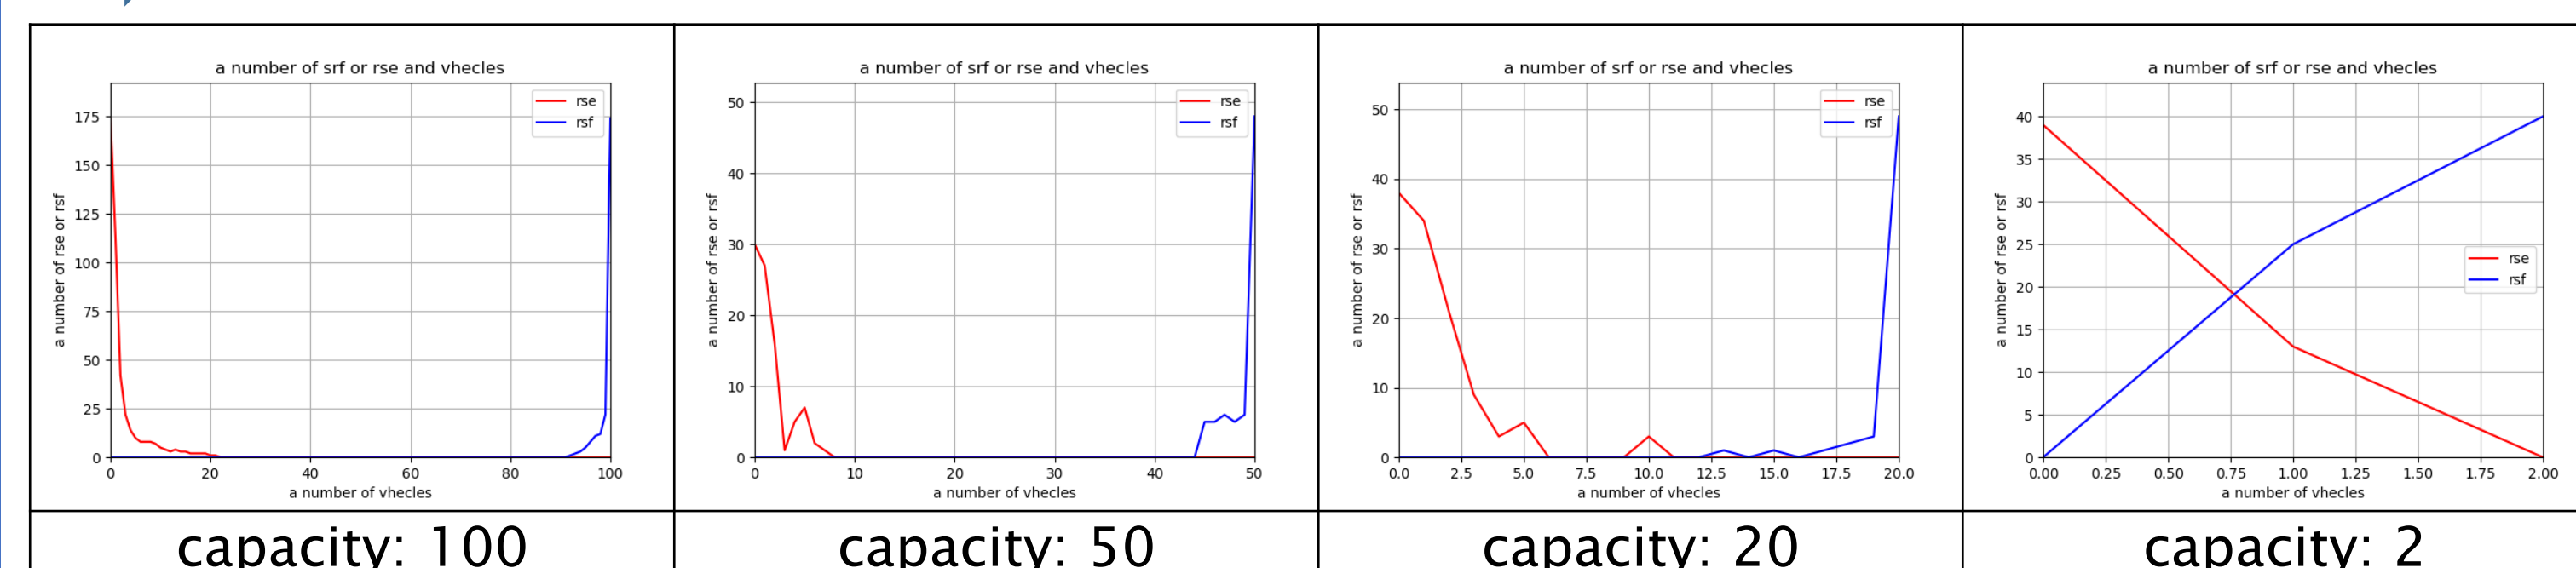 a number of srf or rse and vhecles
rse
rsf
175
150
125
100
75
50
25
0
a number of rse or rsf
0 20 40 60 80 100
a number of vhecles
capacity: 100
a number of srf or rse and vhecles
rse
rsf
50
40
30
20
10
0
a number of rse or rsf
0 10 20 30 40 50
a number of vhecles
capacity: 50
a number of srf or rse and vhecles
rse
rsf
50
40
30
20
10
0
a number of rse or rsf
0.0 2.5 5.0 7.5 10.0 12.5 15.0 17.5 20.0
a number of vhecles
capacity: 20
a number of srf or rse and vhecles
40
35
30
25
20
15
10
5
0
rse
rsf
a number of rse or rsf
0.00 0.25 0.50 0.75 1.00 1.25 1.50 1.75 2.00
a number of vhecles
capacity: 2